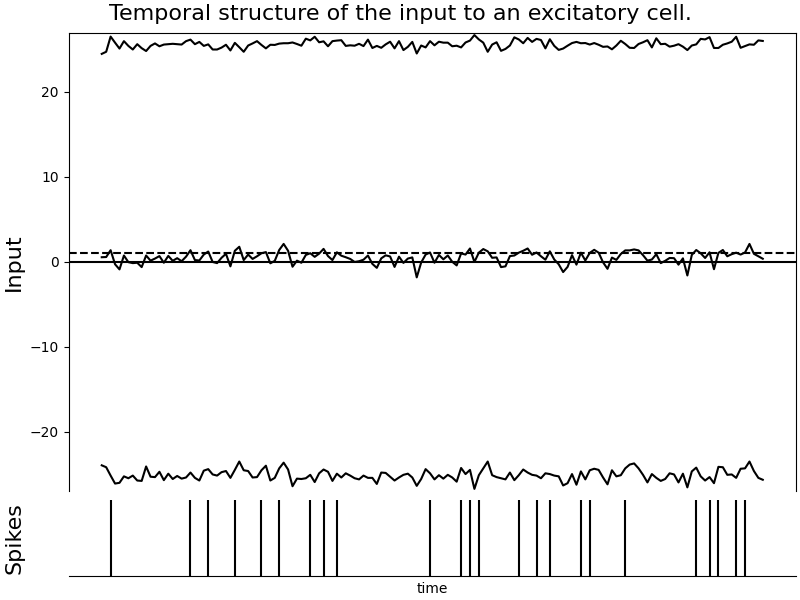 Temporal structure of the input to an excitatory cell.
20
10
0
−10
−20
Input
Spikes
time